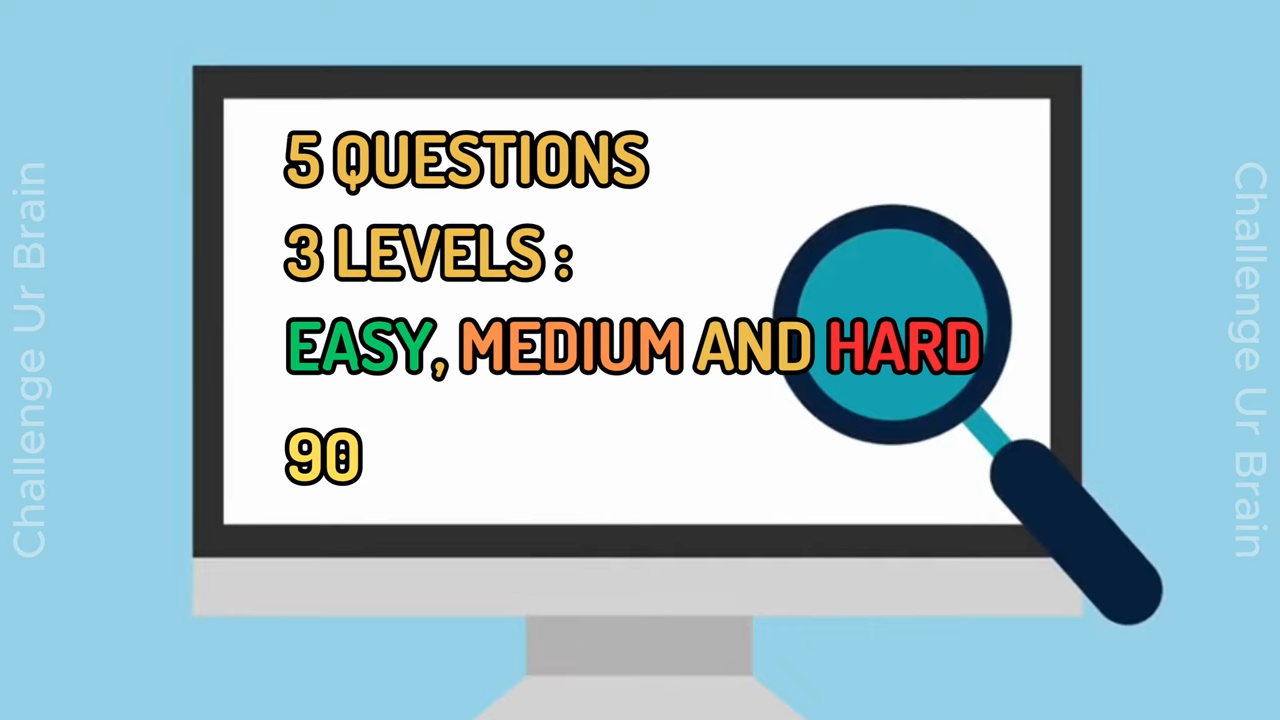 5 QUESTIONS
3 LEVELS :
EASY, MEDIUM AND HARD
90
Challenge Ur Brain
Challenge Ur Brain